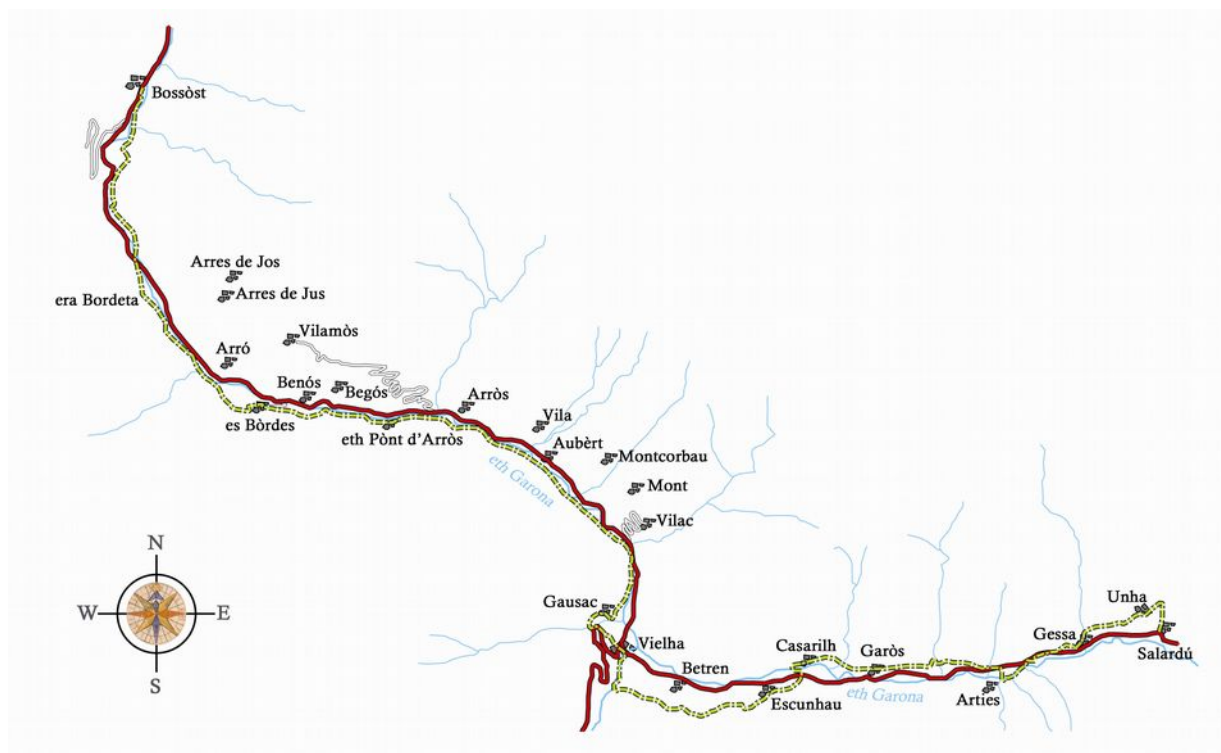 Bossòst
Arres de Jos
Arres de Jus
era Bordeta
Vilamòs
Arró
Benós
Begós
Arròs
es Bòrdes
eth Pònt d'Arròs
Vila
Aubèrt
Montcorbau
eth Garona
Mont
Vilac
N
W
E
S
Gausac
Unha
Vielha
Casarilh
Garòs
Gessa
Salardú
Betren
Escunhau
eth Garona
Arties